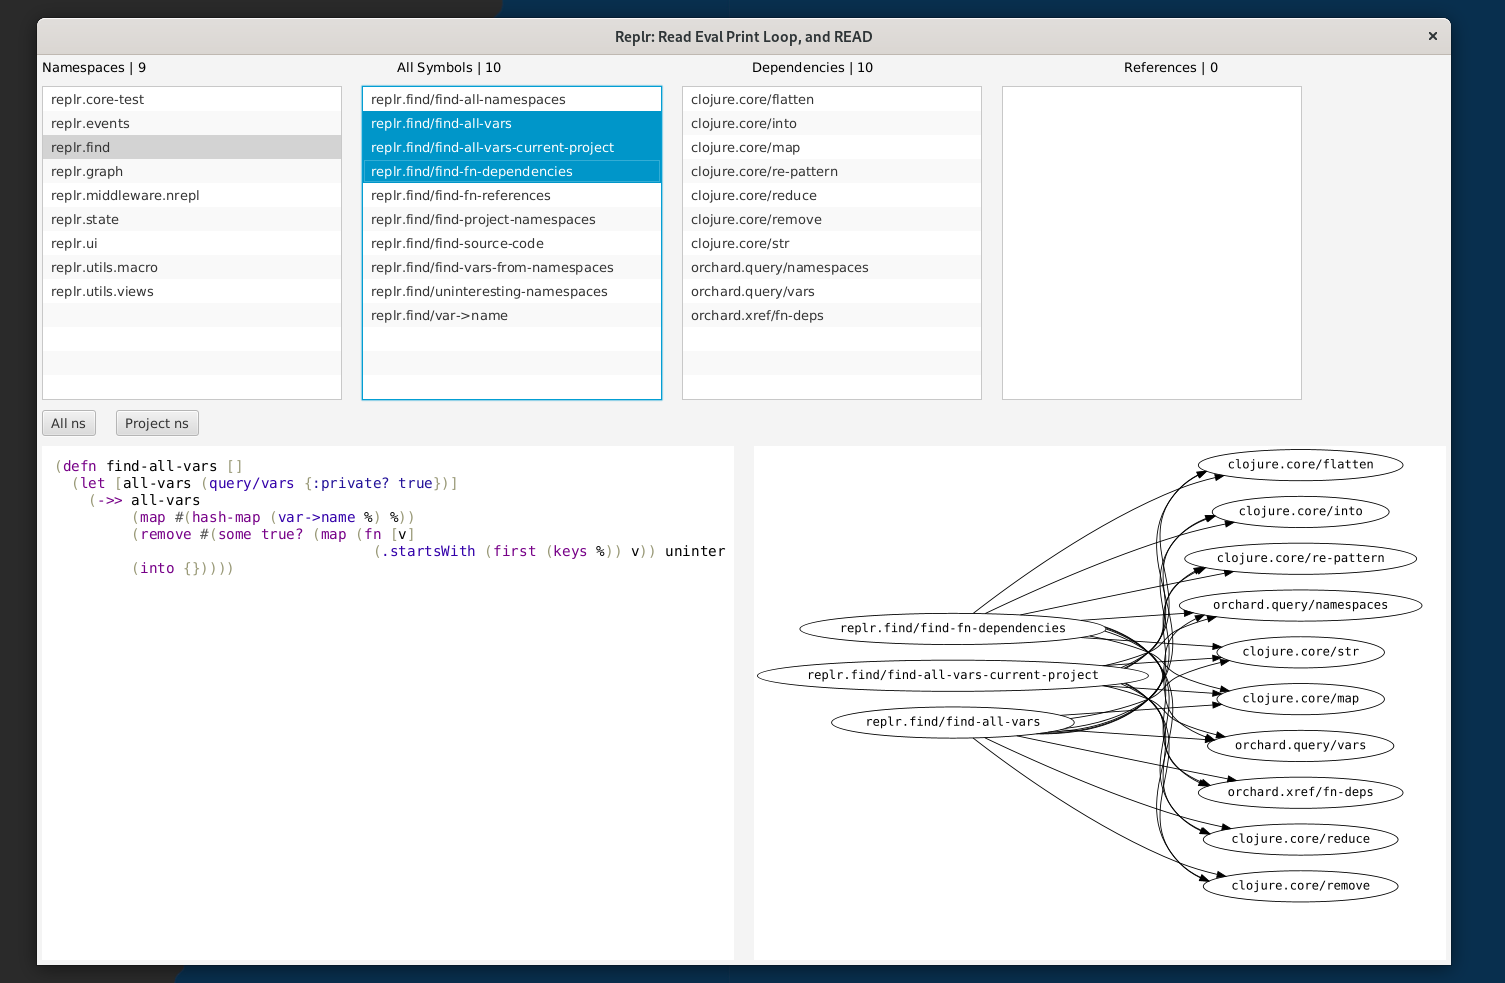 Replr: Read Eval Print Loop, and READ
×
Namespaces | 9
All Symbols | 10
Dependencies | 10
References | 0
replr.core-test
replr.events
replr.find
replr.graph
replr.middleware.nrepl
replr.state
replr.ui
replr.utils.macro
replr.utils.views
replr.find/find-all-namespaces
replr.find/find-all-vars
replr.find/find-all-vars-current-project
replr.find/find-fn-dependencies
replr.find/find-fn-references
replr.find/find-project-namespaces
replr.find/find-source-code
replr.find/find-vars-from-namespaces
replr.find/uninteresting-namespaces
replr.find/var->name
clojure.core/flatten
clojure.core/into
clojure.core/map
clojure.core/re-pattern
clojure.core/reduce
clojure.core/remove
clojure.core/str
orchard.query/namespaces
orchard.query/vars
orchard.xref/fn-deps
All ns
Project ns
(defn find-all-vars []
(let [all-vars (query/vars {:private? true})]
(->> all-vars
(map #(hash-map (var->name %) %))
(remove #(some true? (map (fn [v]
(.startsWith (first (keys %)) v)) uninter
(into {}))))
replr.find/find-fn-dependencies
replr.find/find-all-vars-current-project
replr.find/find-all-vars
clojure.core/flatten
clojure.core/into
clojure.core/re-pattern
orchard.query/namespaces
clojure.core/str
clojure.core/map
orchard.query/vars
orchard.xref/fn-deps
clojure.core/reduce
clojure.core/remove